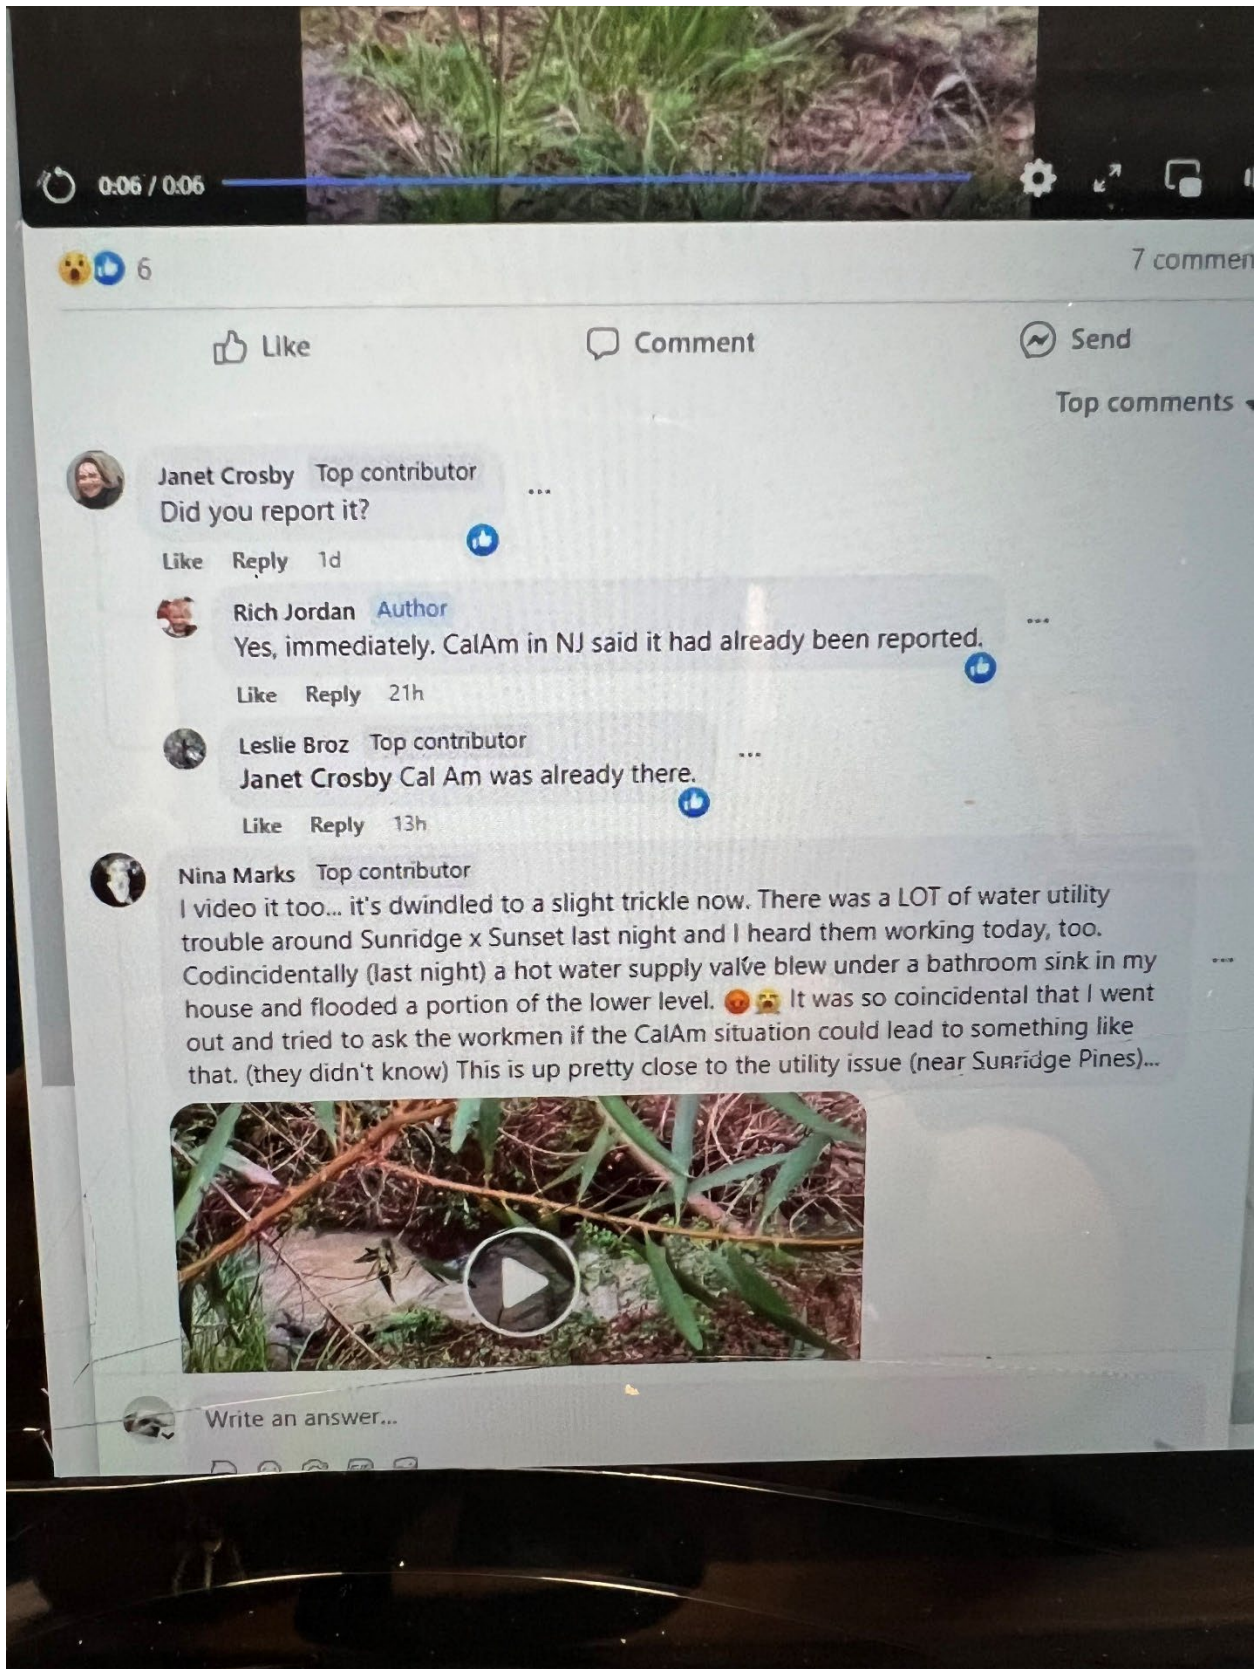 0:06 / 0:06
6
7 commen
Like Comment Send
Top comments
Janet Crosby Top contributor
Did you report it?
Like Reply 1d
Rich Jordan Author
Yes, immediately. CalAm in NJ said it had already been reported.
Like Reply 21h
Leslie Broz Top contributor
Janet Crosby Cal Am was already there.
Like Reply 13h
Nina Marks Top contributor
I video it too... it's dwindled to a slight trickle now. There was a LOT of water utility
trouble around Sunridge x Sunset last night and I heard them working today, too.
Codincidentally (last night) a hot water supply valve blew under a bathroom sink in my
house and flooded a portion of the lower level. 😡😭 It was so coincidental that I went
out and tried to ask the workmen if the CalAm situation could lead to something like
that. (they didn't know) This is up pretty close to the utility issue (near Sunridge Pines)...
Write an answer...